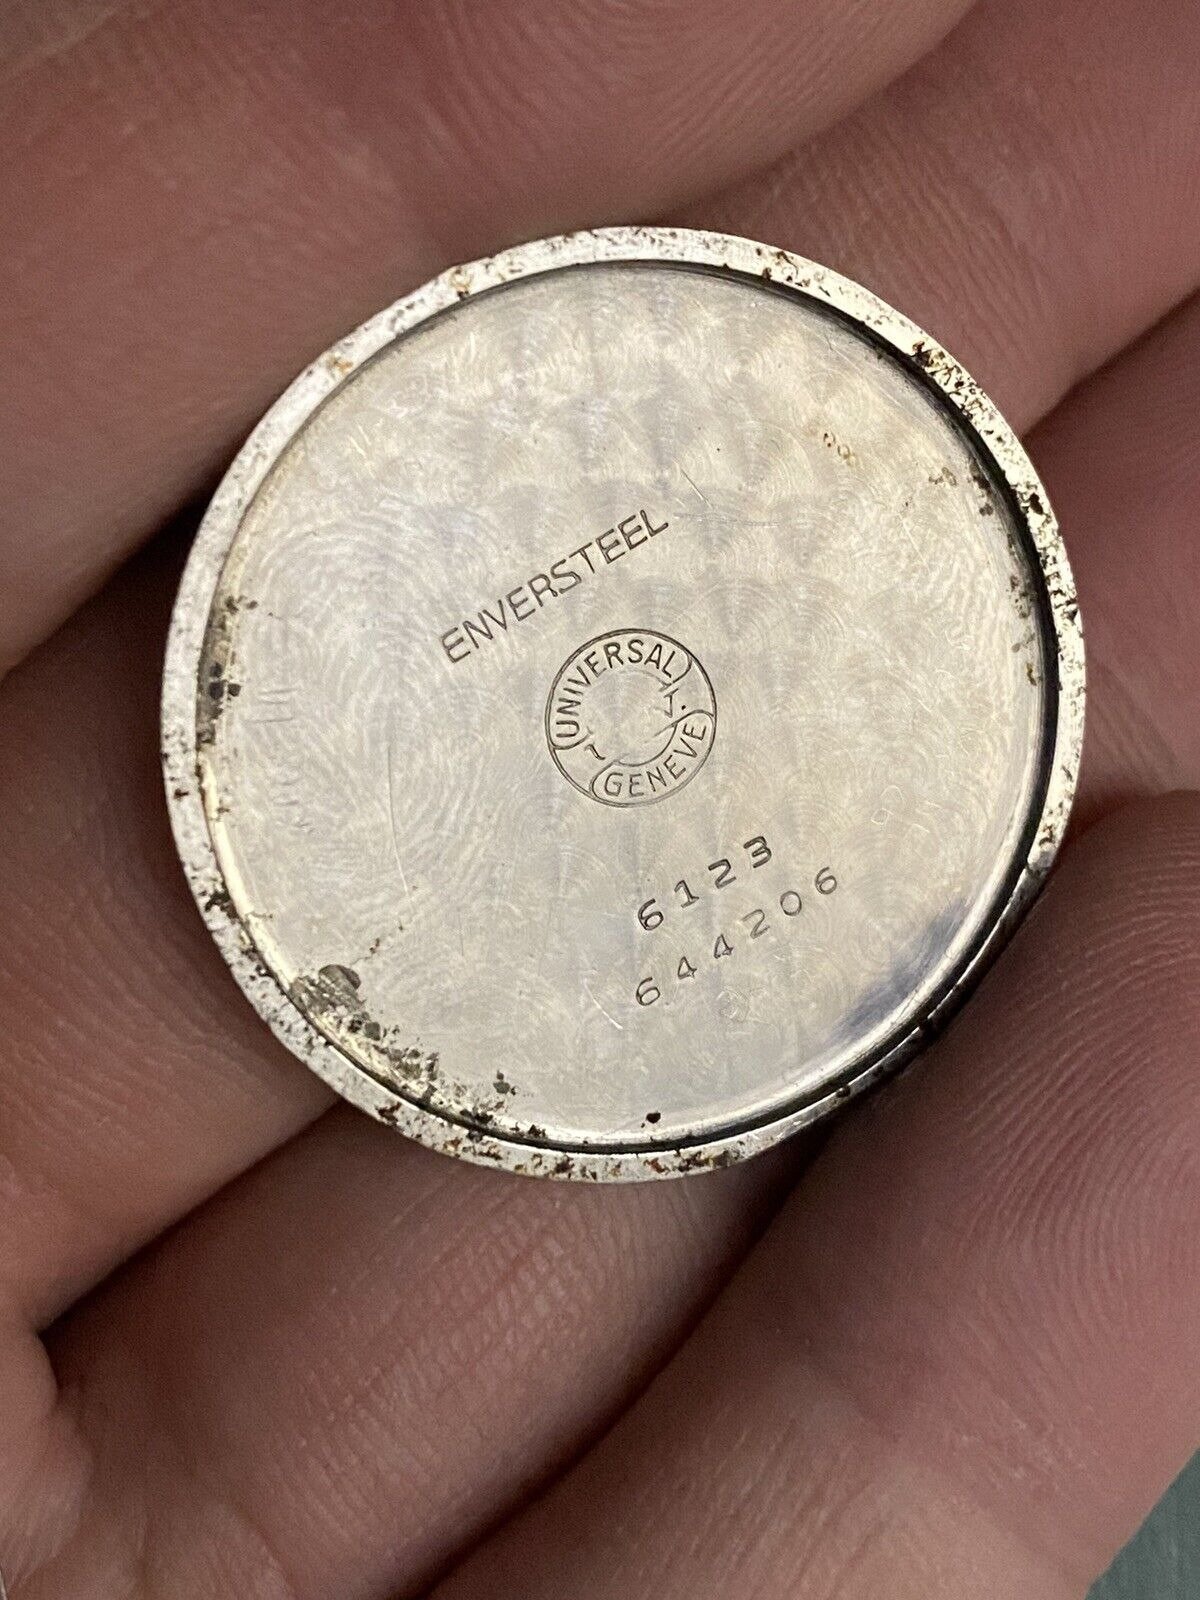 ENVERSTEEL
UNIVERSAL
GENEVE
6123
644206